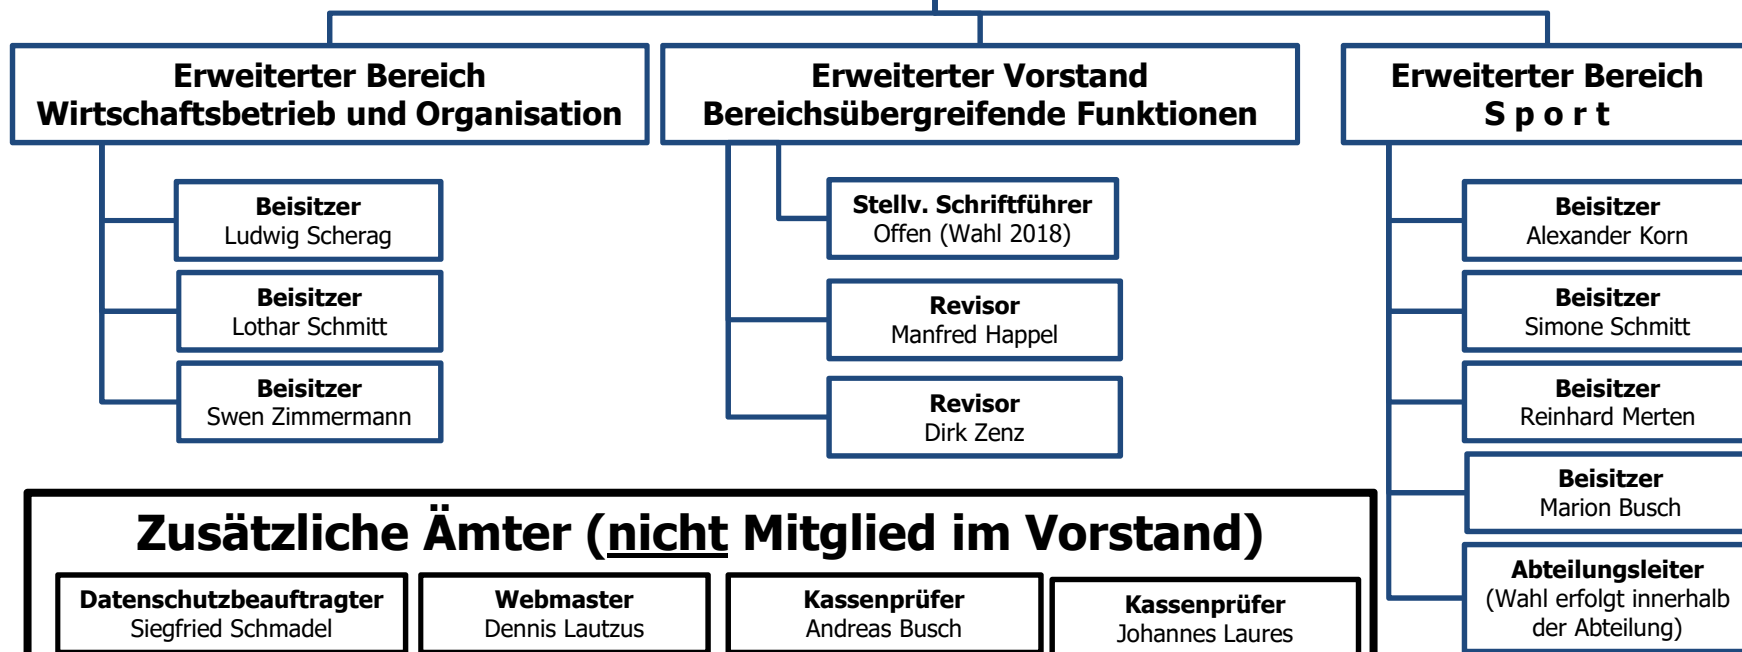 Erweiterter Bereich
Wirtschaftsbetrieb und Organisation
Beisitzer
Ludwig Scherag
Beisitzer
Lothar Schmitt
Beisitzer
Swen Zimmermann
Erweiterter Vorstand
Bereichsübergreifende Funktionen
Stellv. Schriftführer
Offen (Wahl 2018)
Revisor
Manfred Happel
Revisor
Dirk Zenz
Erweiterter Bereich
S p o r t
Beisitzer
Alexander Korn
Beisitzer
Simone Schmitt
Beisitzer
Reinhard Merten
Beisitzer
Marion Busch
Abteilungsleiter
(Wahl erfolgt innerhalb
der Abteilung)
Zusätzliche Ämter (nicht Mitglied im Vorstand)
Datenschutzbeauftragter
Siegfried Schmadel
Webmaster
Dennis Lautzus
Kassenprüfer
Andreas Busch
Kassenprüfer
Johannes Laures